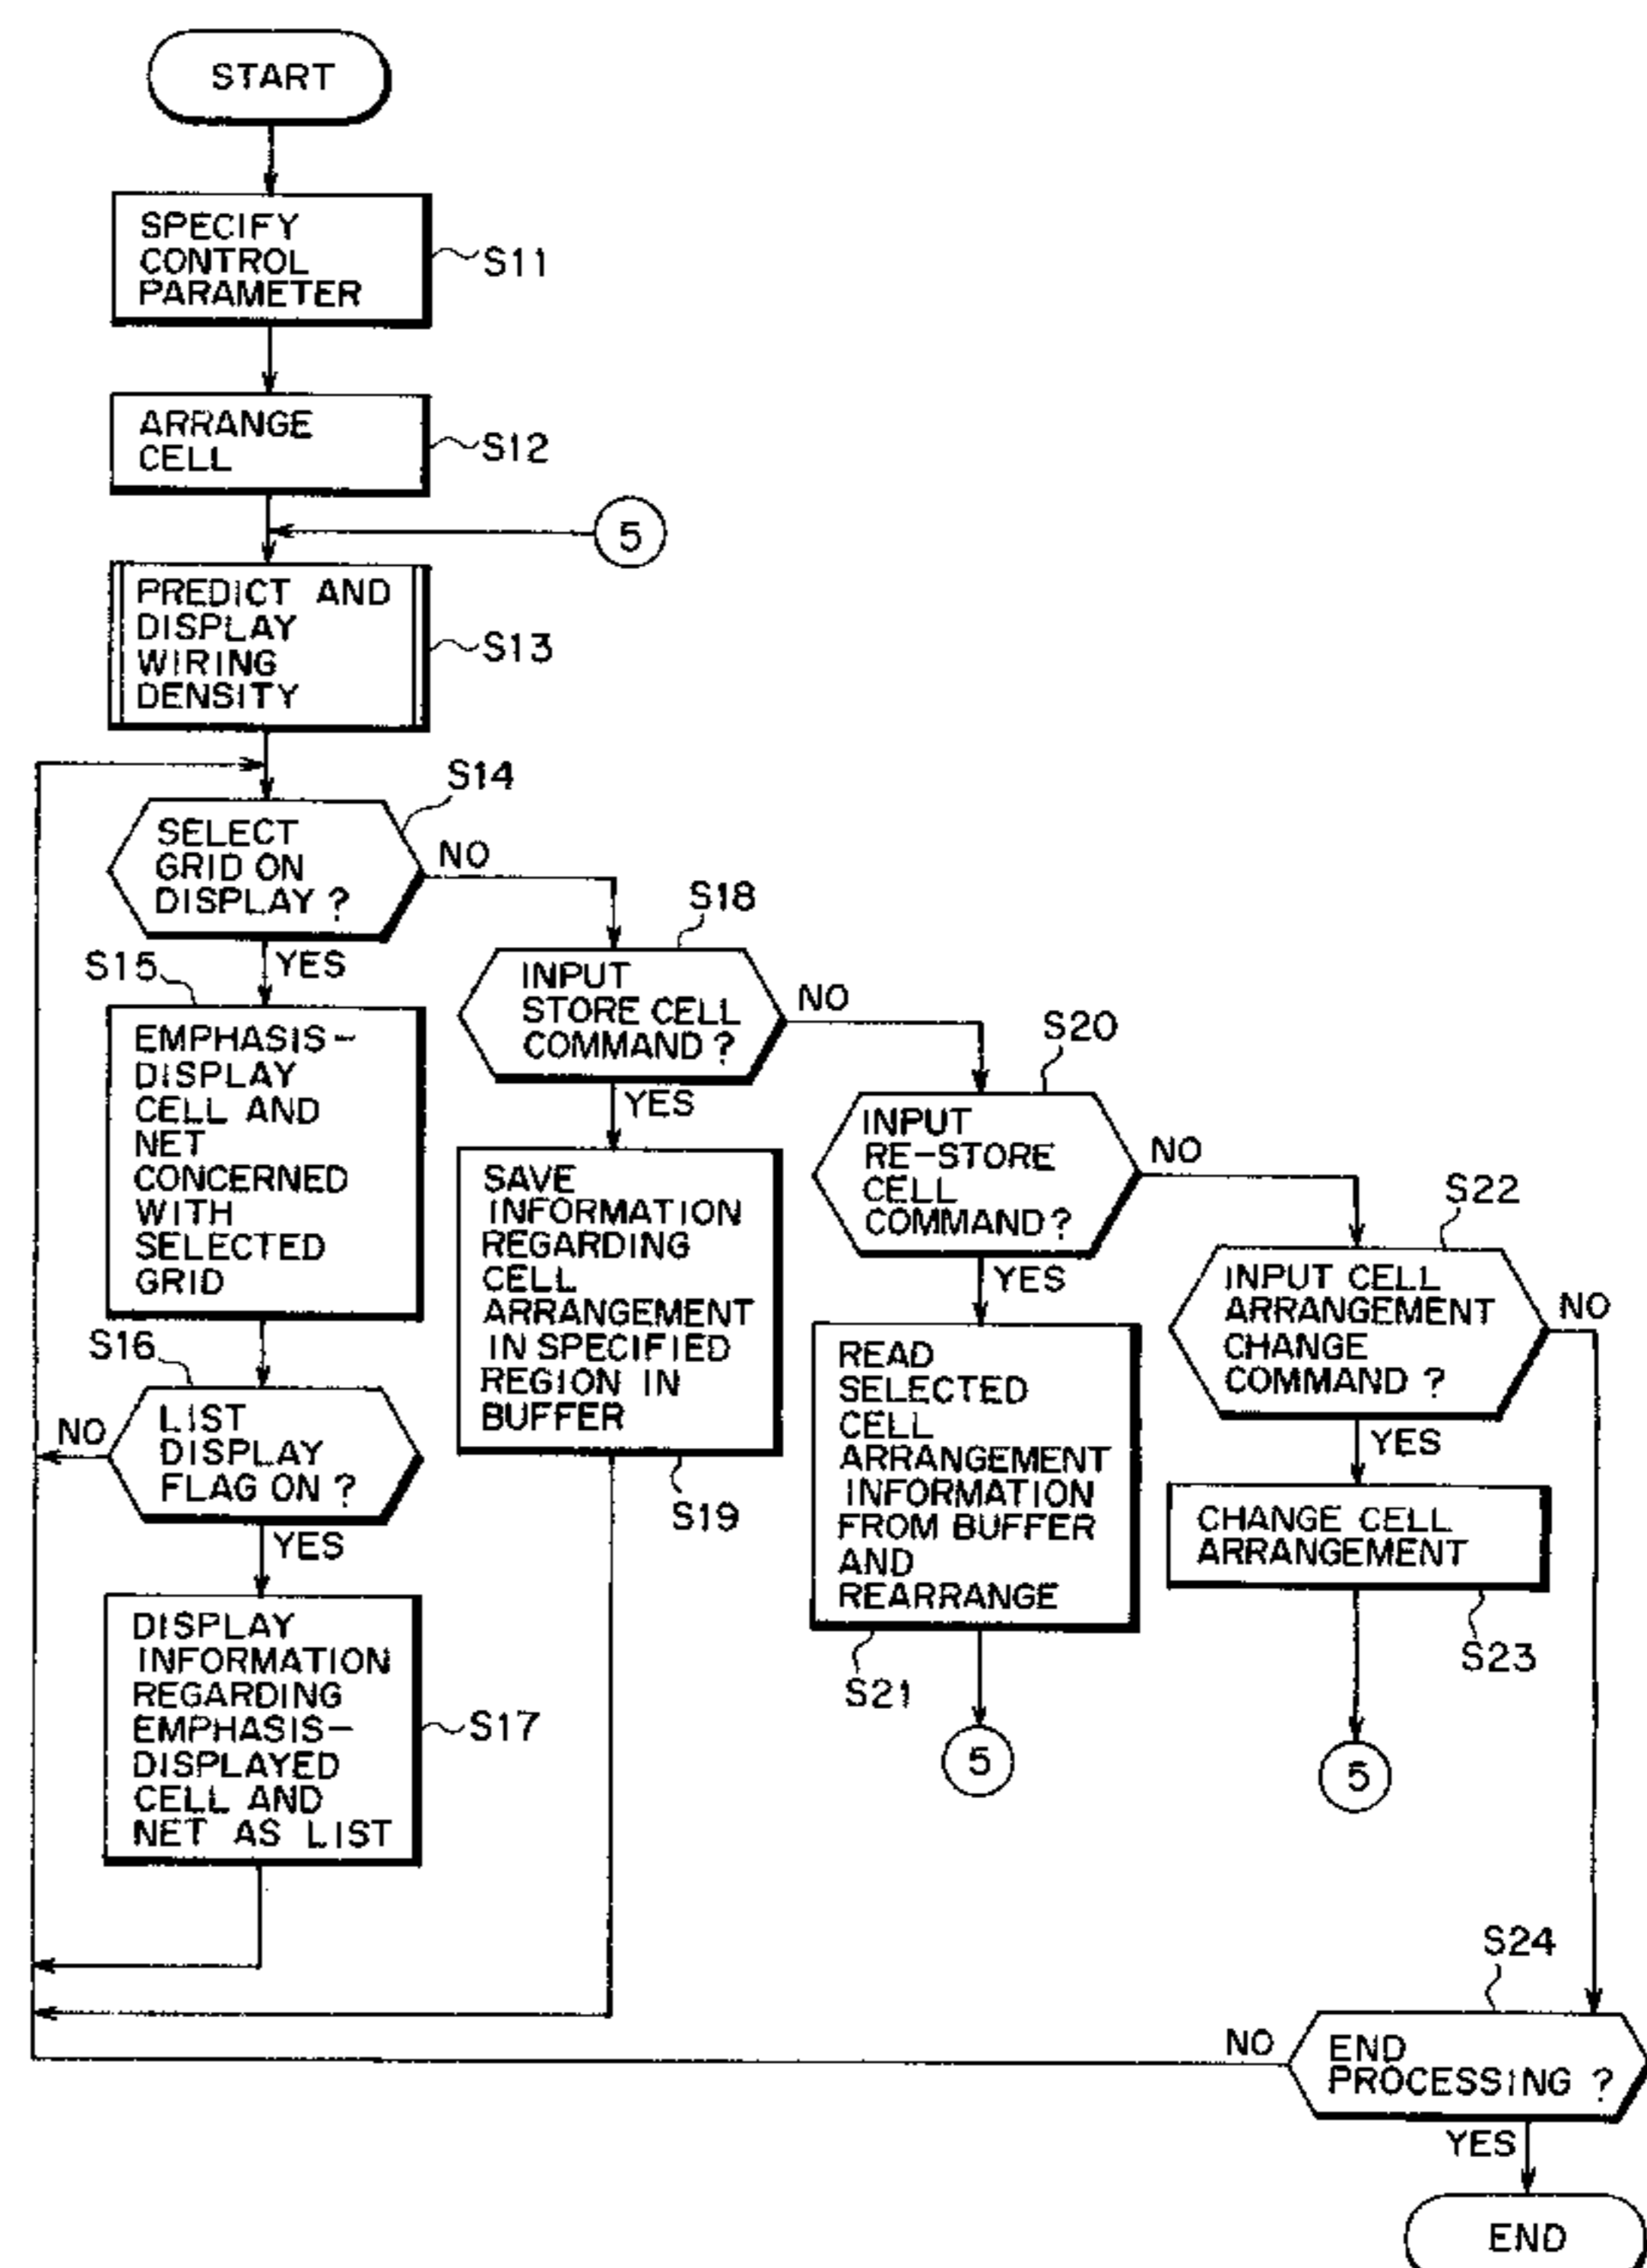 START
SPECIFY
CONTROL
PARAMETER
S11
ARRANGE
CELL
S12
5
PREDICT AND
DISPLAY
WIRING
DENSITY
S13
S14
SELECT
GRID ON
DISPLAY ?
NO
YES
S15
EMPHASIS-
DISPLAY
CELL AND
NET
CONCERNED
WITH
SELECTED
GRID
S16
LIST
DISPLAY
FLAG ON ?
NO
YES
DISPLAY
INFORMATION
REGARDING
EMPHASIS-
DISPLAYED
CELL AND
NET AS LIST
S17
S18
INPUT
STORE CELL
COMMAND ?
NO
YES
SAVE
INFORMATION
REGARDING
CELL
ARRANGEMENT
IN SPECIFIED
REGION IN
BUFFER
S19
S20
INPUT
RE-STORE
CELL
COMMAND ?
NO
YES
READ
SELECTED
CELL
ARRANGEMENT
INFORMATION
FROM BUFFER
AND
REARRANGE
S21
5
S22
INPUT CELL
ARRANGEMENT
CHANGE
COMMAND ?
NO
YES
CHANGE CELL
ARRANGEMENT
S23
5
S24
END
PROCESSING ?
NO
YES
END